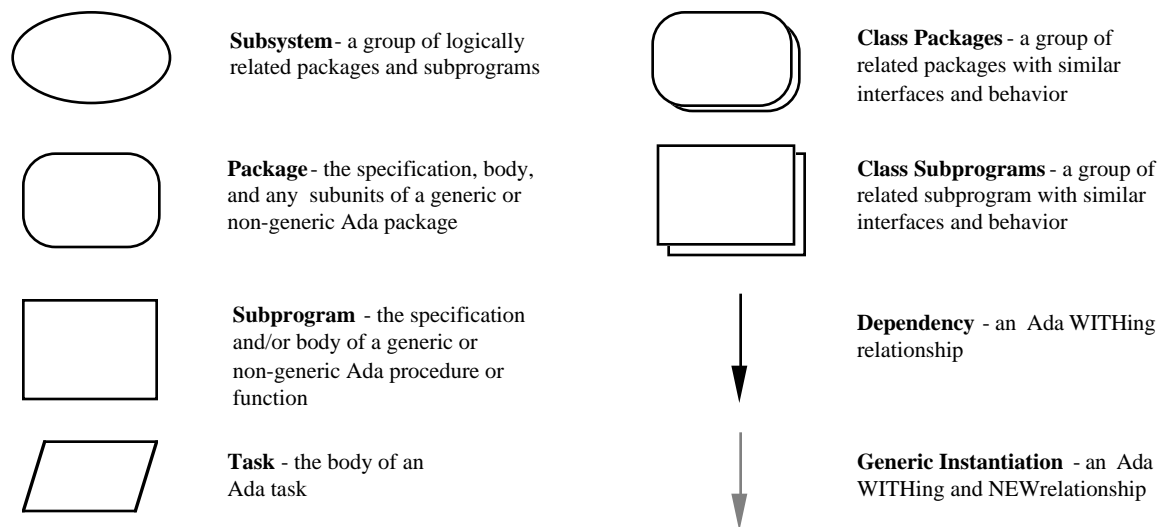 Subsystem - a group of logically
related packages and subprograms
Package - the specification, body,
and any subunits of a generic or
non-generic Ada package
Subprogram - the specification
and/or body of a generic or
non-generic Ada procedure or
function
Task - the body of an
Ada task
Class Packages - a group of
related packages with similar
interfaces and behavior
Class Subprograms - a group of
related subprogram with similar
interfaces and behavior
Dependency - an Ada WITHing
relationship
Generic Instantiation - an Ada
WITHing and NEWrelationship